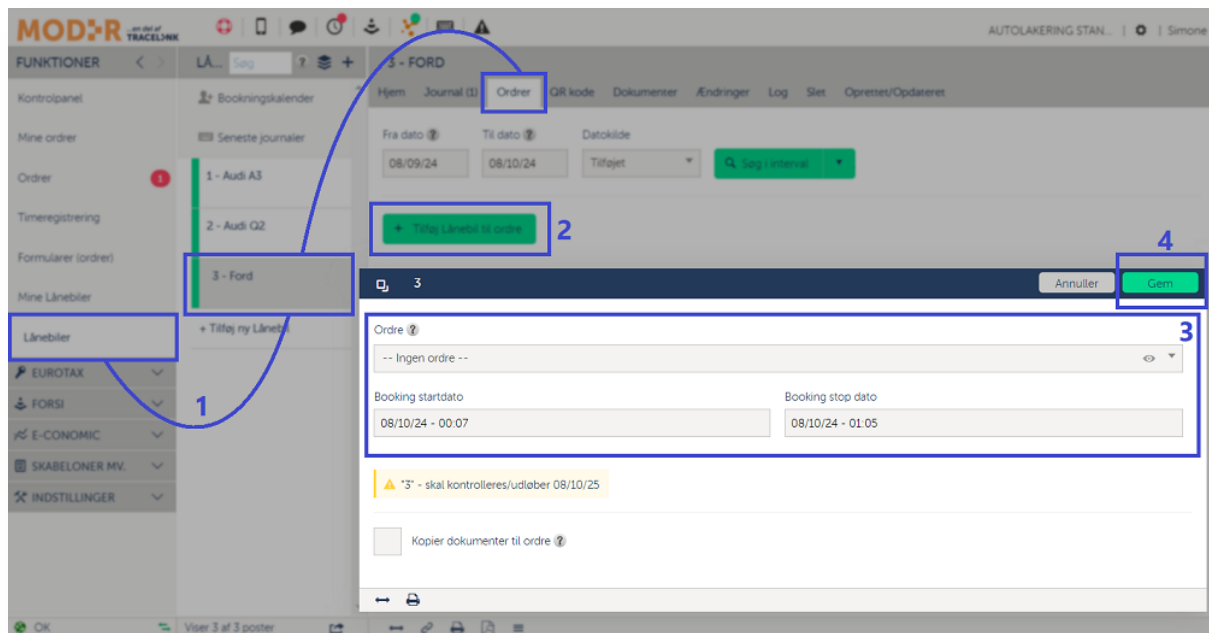 MODER ...en del af TRACELINK
AUTOLAKERING STAN... | | Simone
FUNKTIONER < >
Kontrolpanel
Mine ordrer
Ordrer 1
Timeregistrering
Formularer (ordrer)
Mine Lånebiler
Lånebiler
EUROTAX
FORSI
E-CONOMIC
SKABELONER MV.
INDSTILLINGER
OK
LÅ... Søg ? +
Bookningskalender
Seneste journaler
1 - Audi A3
2 - Audi Q2
3 - Ford
+ Tilføj ny Lånebil
1
Viser 3 af 3 poster
3 - FORD
Hjem Journal (1) Ordrer QR kode Dokumenter Ændringer Log Slet Oprettet/Opdateret
Fra dato ? Til dato ? Datokilde
08/09/24 08/10/24 Tilføjet Søg i interval
+ Tilføj Lånebil til ordre 2
4
3 Annuller Gem
Ordre ? 3
-- Ingen ordre --
Booking startdato Booking stop dato
08/10/24 - 00:07 08/10/24 - 01:05
"3" - skal kontrolleres/udløber 08/10/25
Kopier dokumenter til ordre ?